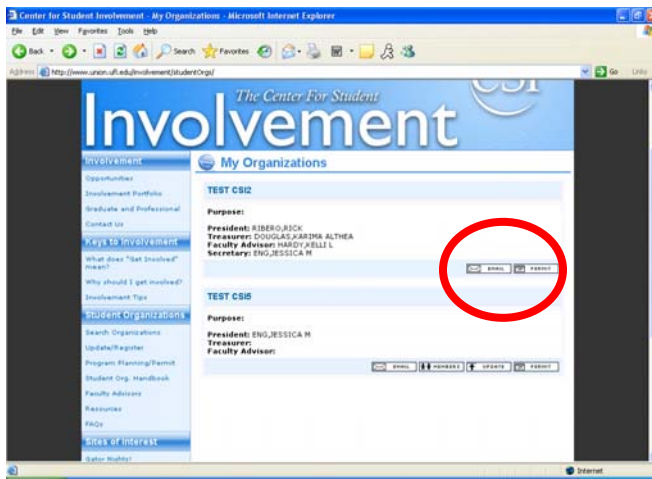 Center for Student Involvement - My Organizations - Microsoft Internet Explorer
File Edit View Favorites Tools Help
Back Search Favorites
Address http://www.union.ufl.edu/involvement/studentOrgs/ Go Links
The Center For Student
Involvement
CSI
Involvement
Opportunities
Involvement Portfolio
Graduate and Professional
Contact Us
Keys to Involvement
What does "Get Involved"
mean?
Why should I get involved?
Involvement Tips
Student Organizations
Search Organizations
Update/Register
Program Planning/Permit
Student Org. Handbook
Faculty Advisors
Resources
FAQs
Sites of Interest
Gator Nights!
My Organizations
TEST CSI2
Purpose:
President: RIBERO,RICK
Treasurer: DOUGLAS,KARIMA ALTHEA
Faculty Advisor: HARDY,KELLI L
Secretary: ENG,JESSICA M
EMAIL PERMIT
TEST CSI5
Purpose:
President: ENG,JESSICA M
Treasurer:
Faculty Advisor:
EMAIL MEMBERS UPDATE PERMIT
Internet